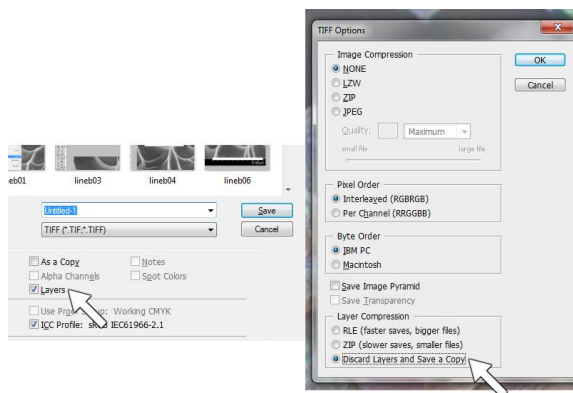 ineb01 lineb03 lineb04 lineb06
Untitled-1
Save
TIFF (*.TIF;*.TIFF)
Cancel
As a Copy
Notes
Alpha Channels
Spot Colors
Layers
Use Proof Setup: Working CMYK
ICC Profile: sRGB IEC61966-2.1
TIFF Options
Image Compression
NONE
OK
LZW
Cancel
ZIP
JPEG
Quality:
Maximum
small file
large file
Pixel Order
Interleaved (RGBRGB)
Per Channel (RRGGBB)
Byte Order
IBM PC
Macintosh
Save Image Pyramid
Save Transparency
Layer Compression
RLE (faster saves, bigger files)
ZIP (slower saves, smaller files)
Discard Layers and Save a Copy